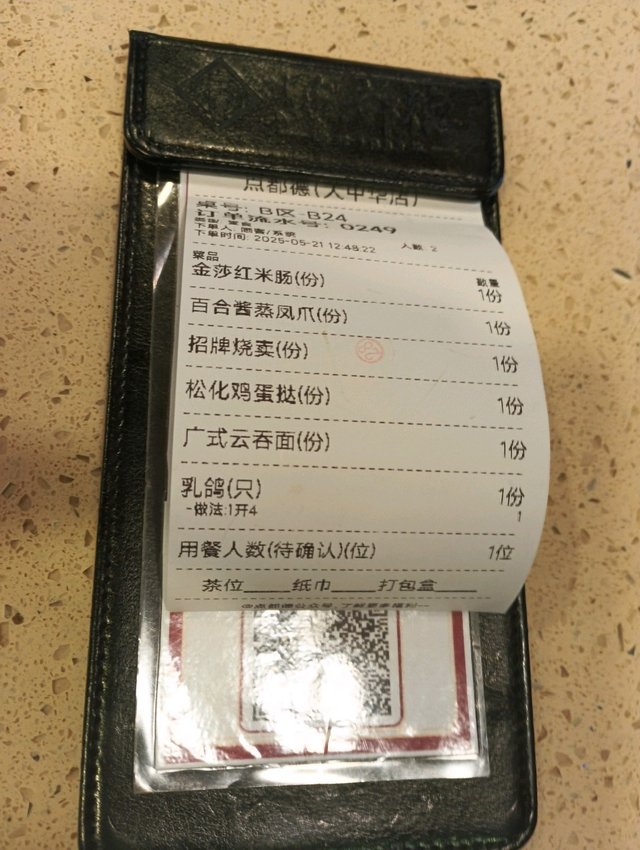 点都德(大中华店)
桌号: B区 B24
订单流水号: 0249
下单时间: 2025-05-21 12:48:22 人数: 2
菜品 数量
金莎红米肠(份) 1份
百合酱蒸凤爪(份) 1份
招牌烧卖(份) 1份
松化鸡蛋挞(份) 1份
广式云吞面(份) 1份
乳鸽(只) 1份
-做法:1开4 1
用餐人数(待确认)(位) 1位
茶位_____纸巾_____打包盒_____